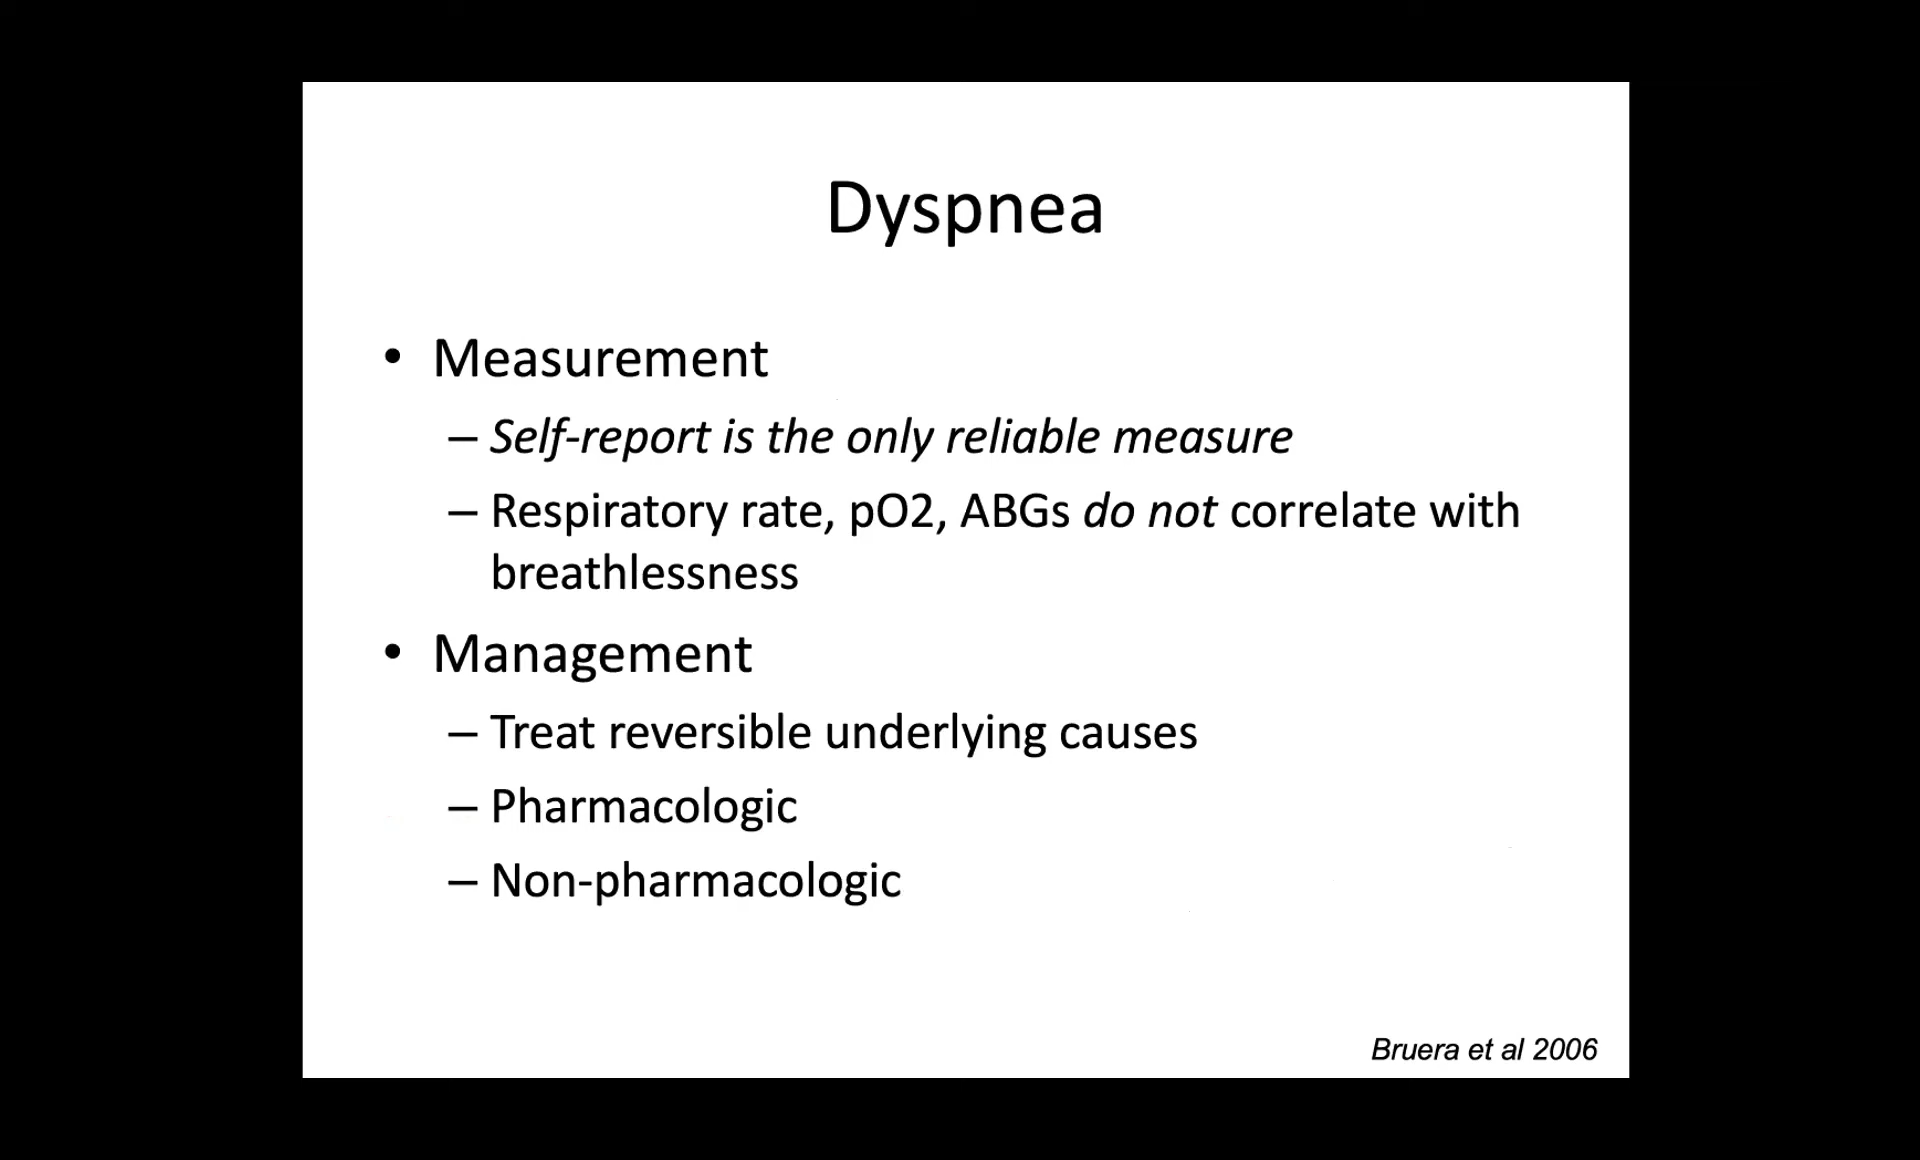 Dyspnea
• Measurement
– Self-report is the only reliable measure
– Respiratory rate, pO2, ABGs do not correlate with
breathlessness
• Management
– Treat reversible underlying causes
– Pharmacologic
– Non-pharmacologic
Bruera et al 2006